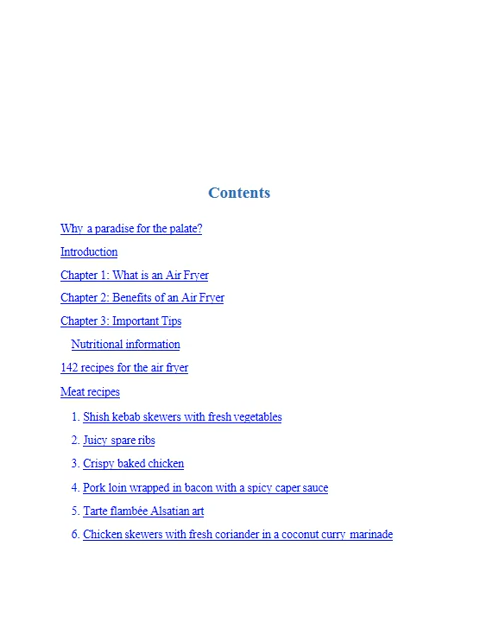 Contents
Why a paradise for the palate?
Introduction
Chapter 1: What is an Air Fryer
Chapter 2: Benefits of an Air Fryer
Chapter 3: Important Tips
Nutritional information
142 recipes for the air fryer
Meat recipes
1. Shish kebab skewers with fresh vegetables
2. Juicy spare ribs
3. Crispy baked chicken
4. Pork loin wrapped in bacon with a spicy caper sauce
5. Tarte flambée Alsatian art
6. Chicken skewers with fresh coriander in a coconut curry marinade